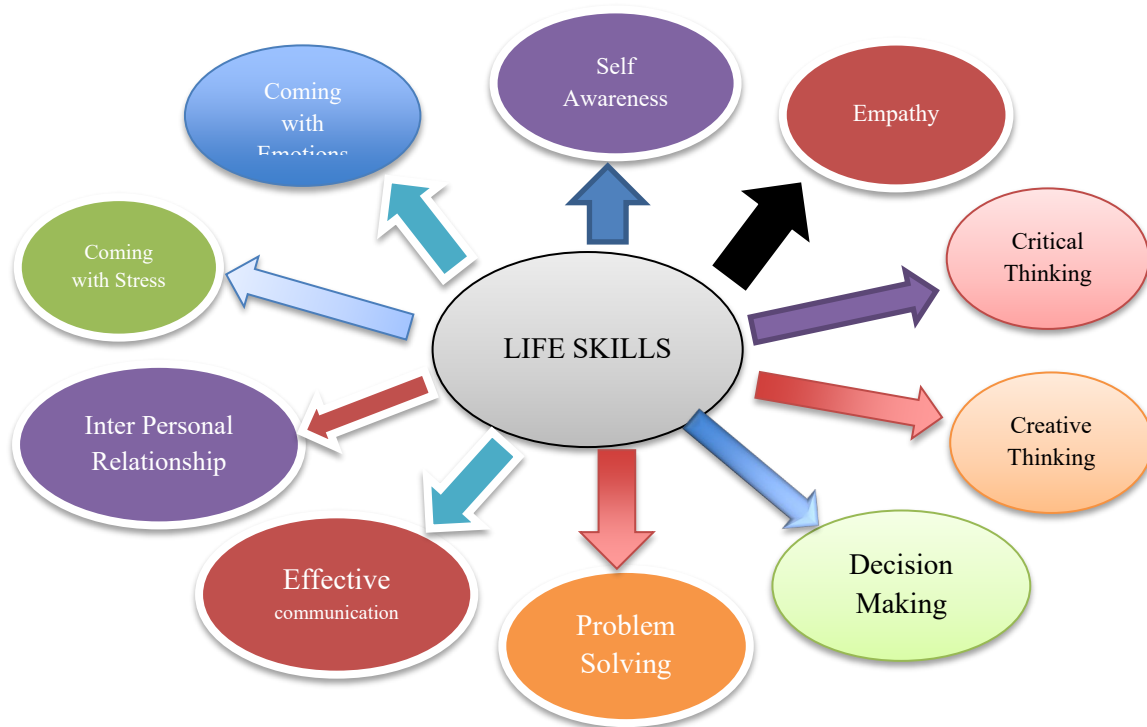 Self
Awareness
Empathy
Critical
Thinking
Creative
Thinking
Decision
Making
Problem
Solving
Effective
communication
Inter Personal
Relationship
Coming
with Stress
Coming
with
Emotions
LIFE SKILLS